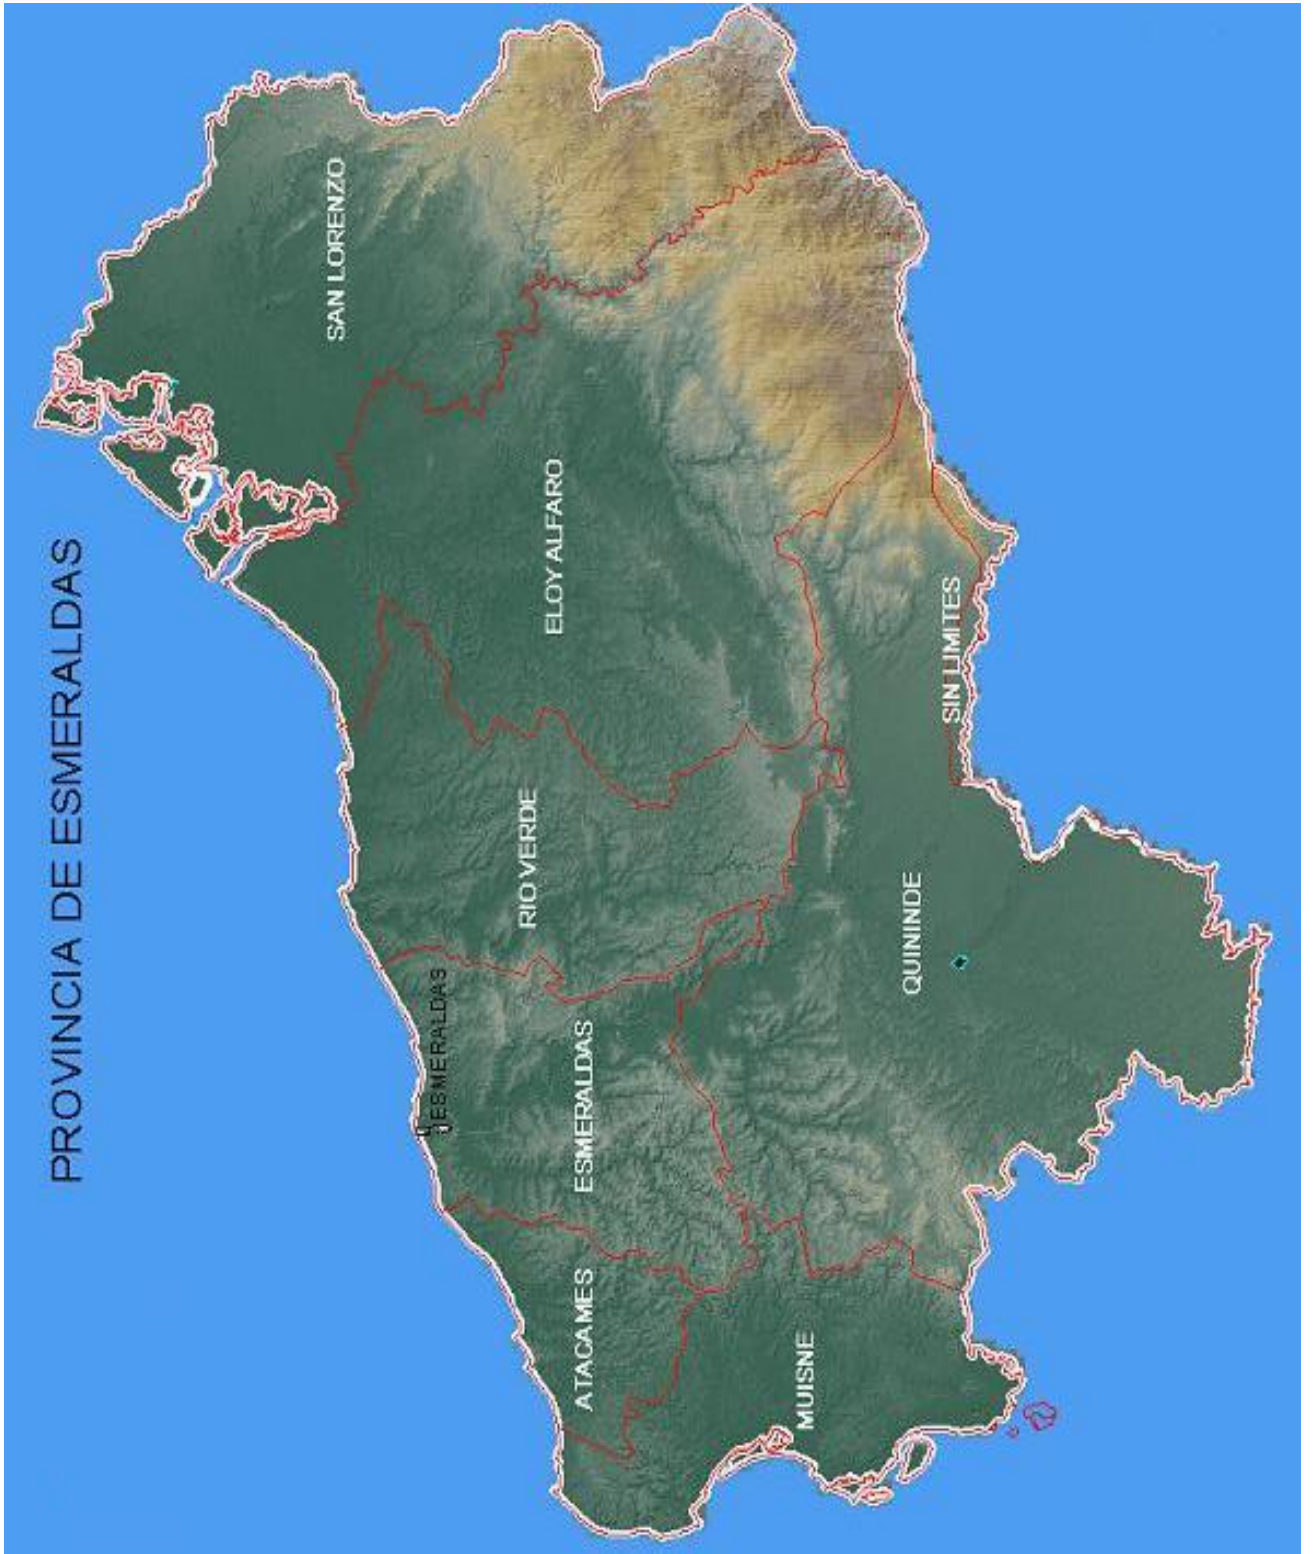 PROVINCIA DE ESMERALDAS
SAN LORENZO
ELOY ALFARO
RIO VERDE
ESMERALDAS
ESMERALDAS
ATACAMES
MUISNE
QUININDE
SIN LIMITES